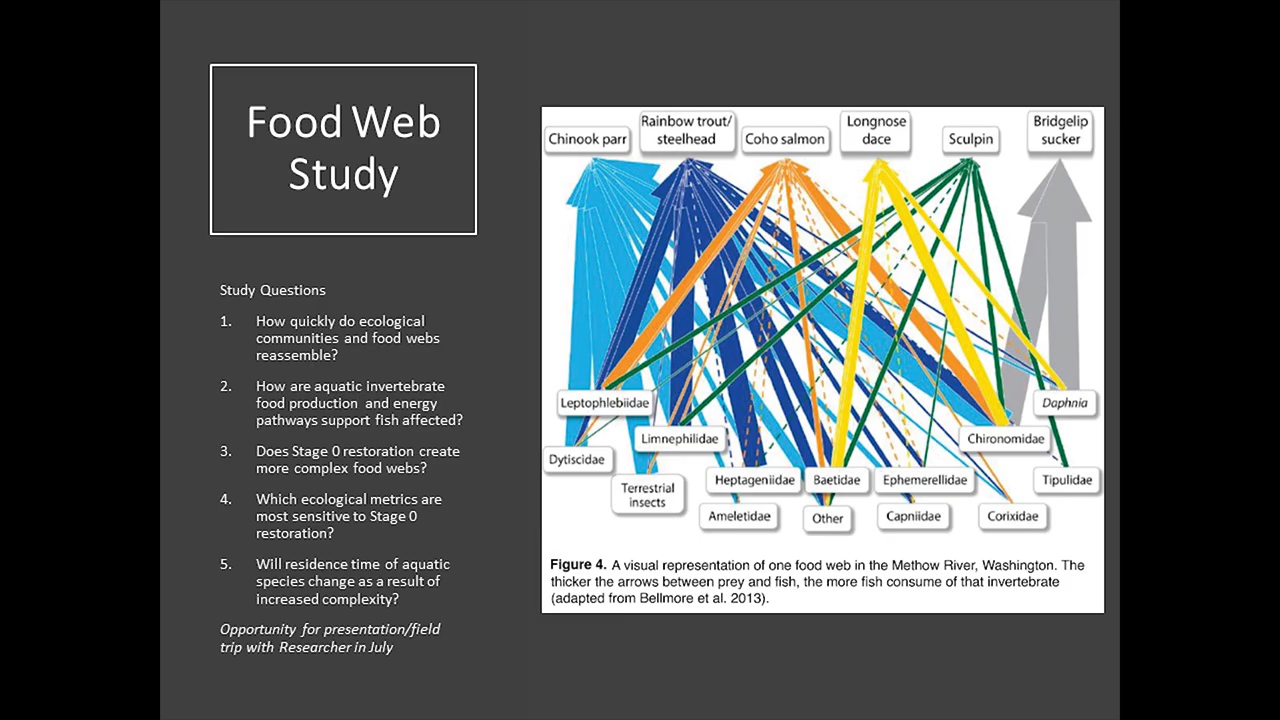 Food Web
Study
Study Questions
1. How quickly do ecological
communities and food webs
reassemble?
2. How are aquatic invertebrate
food production and energy
pathways support fish affected?
3. Does Stage 0 restoration create
more complex food webs?
4. Which ecological metrics are
most sensitive to Stage 0
restoration?
5. Will residence time of aquatic
species change as a result of
increased complexity?
Opportunity for presentation/field
trip with Researcher in July
Chinook parr
Rainbow trout/
steelhead
Coho salmon
Longnose
dace
Sculpin
Bridgelip
sucker
Leptophlebiidae
Daphnia
Limnephilidae
Chironomidae
Dytiscidae
Terrestrial
insects
Heptageniidae
Baetidae
Ephemerellidae
Tipulidae
Ameletidae
Other
Capniidae
Corixidae
Figure 4. A visual representation of one food web in the Methow River, Washington. The
thicker the arrows between prey and fish, the more fish consume of that invertebrate
(adapted from Bellmore et al. 2013).